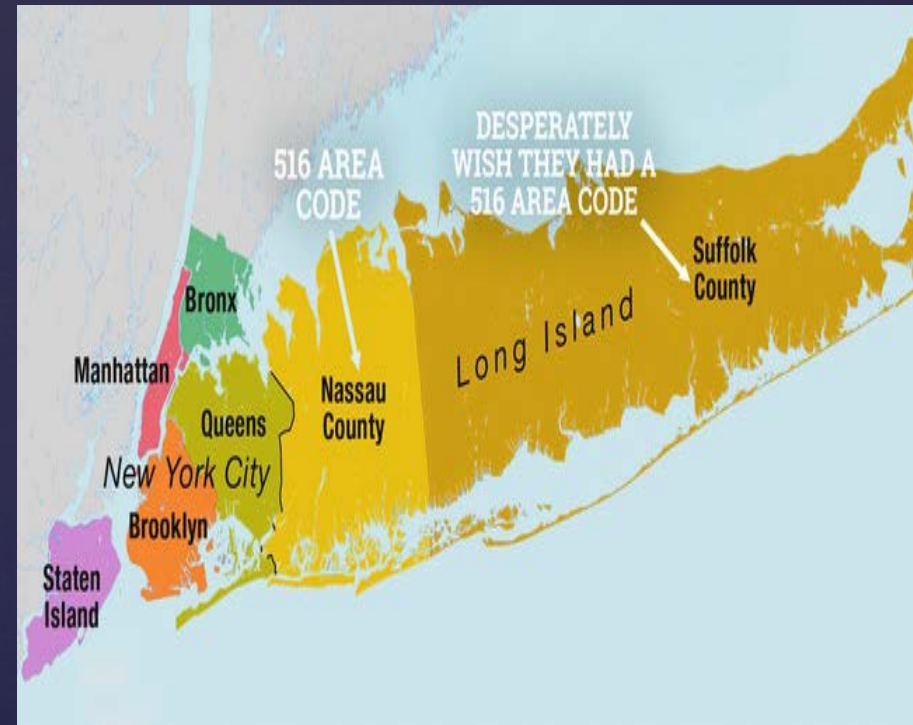 516 AREA
CODE
DESPERATELY
WISH THEY HAD A
516 AREA CODE
Suffolk
County
Bronx
Long Island
Manhattan
Nassau
County
Queens
New York City
Brooklyn
Staten
Island